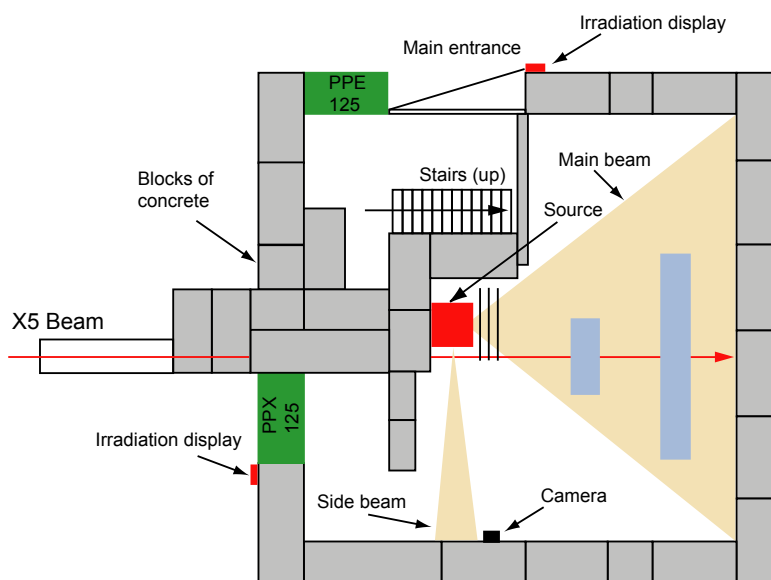 Irradiation display
Main entrance
PPE
125
Main beam
Stairs (up)
Blocks of
concrete
Source
X5 Beam
PPX
125
Irradiation display
Side beam
Camera